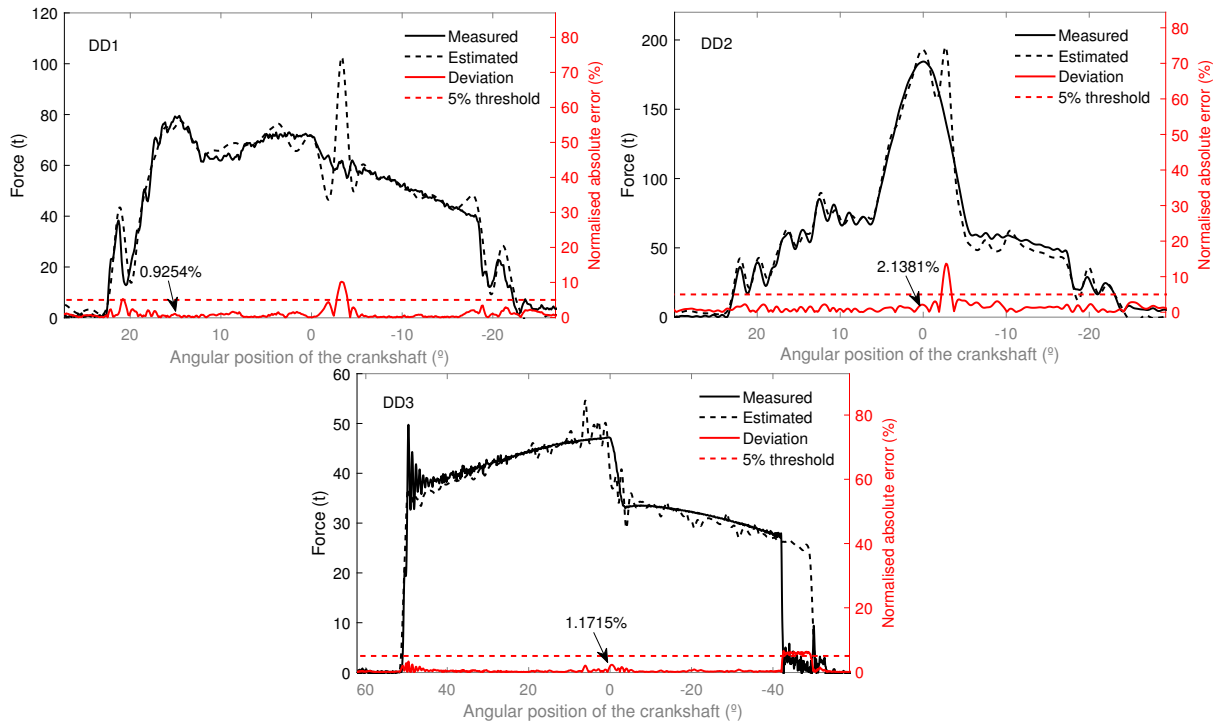 DD1
Measured
Estimated
Deviation
5% threshold
0.9254%
Force (t)
0
20
40
60
80
100
120
20
10
0
-10
-20
Angular position of the crankshaft (º)
0
10
20
30
40
50
60
70
80
Normalised absolute error (%)
DD2
Measured
Estimated
Deviation
5% threshold
2.1381%
Force (t)
0
50
100
150
200
20
10
0
-10
-20
Angular position of the crankshaft (º)
0
10
20
30
40
50
60
70
80
Normalised absolute error (%)
DD3
Measured
Estimated
Deviation
5% threshold
1.1715%
Force (t)
0
10
20
30
40
50
60
60
40
20
0
-20
-40
Angular position of the crankshaft (º)
0
20
40
60
80
Normalised absolute error (%)